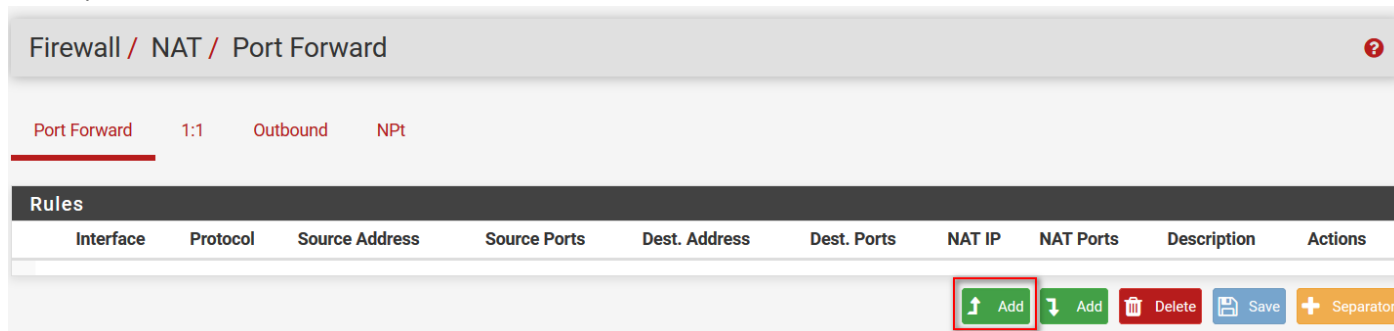 Firewall / NAT / Port Forward
Port Forward 1:1 Outbound NPt
Rules
Interface Protocol Source Address Source Ports Dest. Address Dest. Ports NAT IP NAT Ports Description Actions
Add Add Delete Save Separator